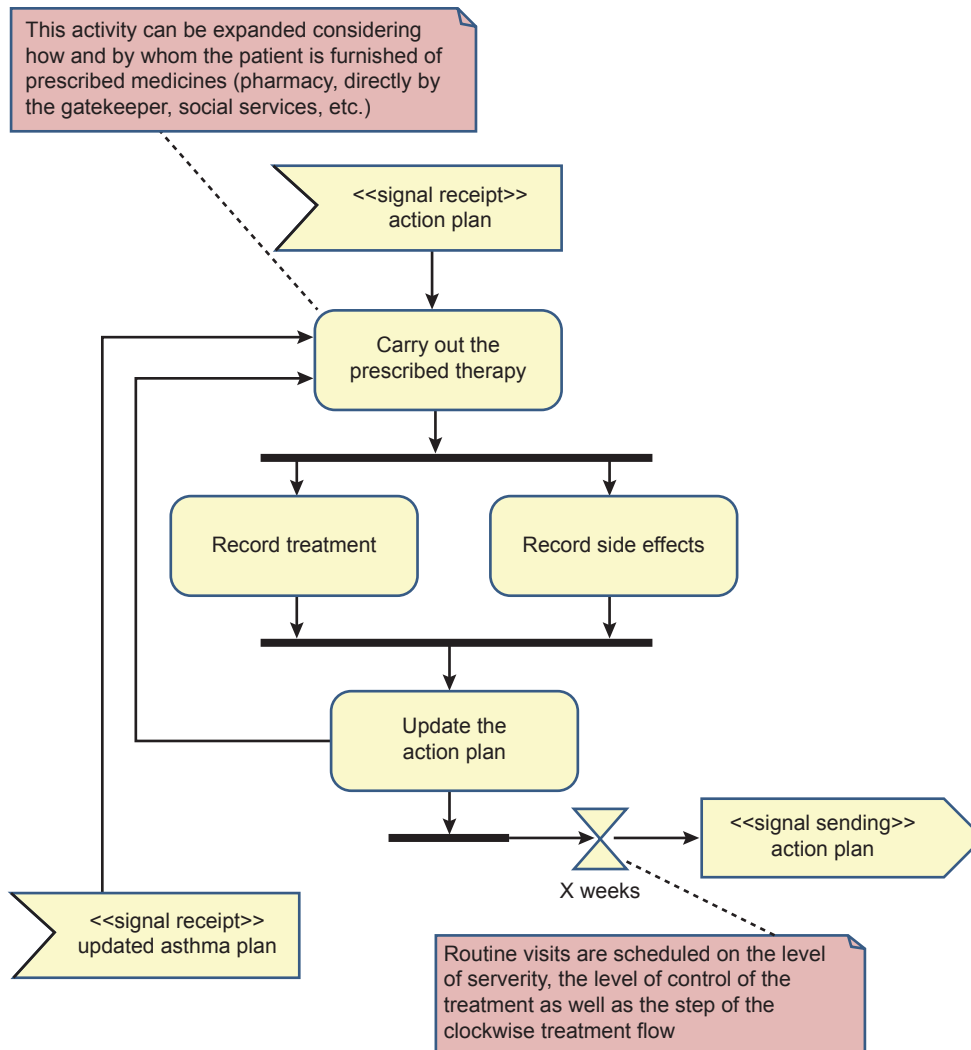 This activity can be expanded considering
how and by whom the patient is furnished of
prescribed medicines (pharmacy, directly by
the gatekeeper, social services, etc.)
<<signal receipt>>
action plan
Carry out the
prescribed therapy
Record treatment
Record side effects
Update the
action plan
<<signal sending>>
action plan
X weeks
<<signal receipt>>
updated asthma plan
Routine visits are scheduled on the level
of serverity, the level of control of the
treatment as well as the step of the
clockwise treatment flow